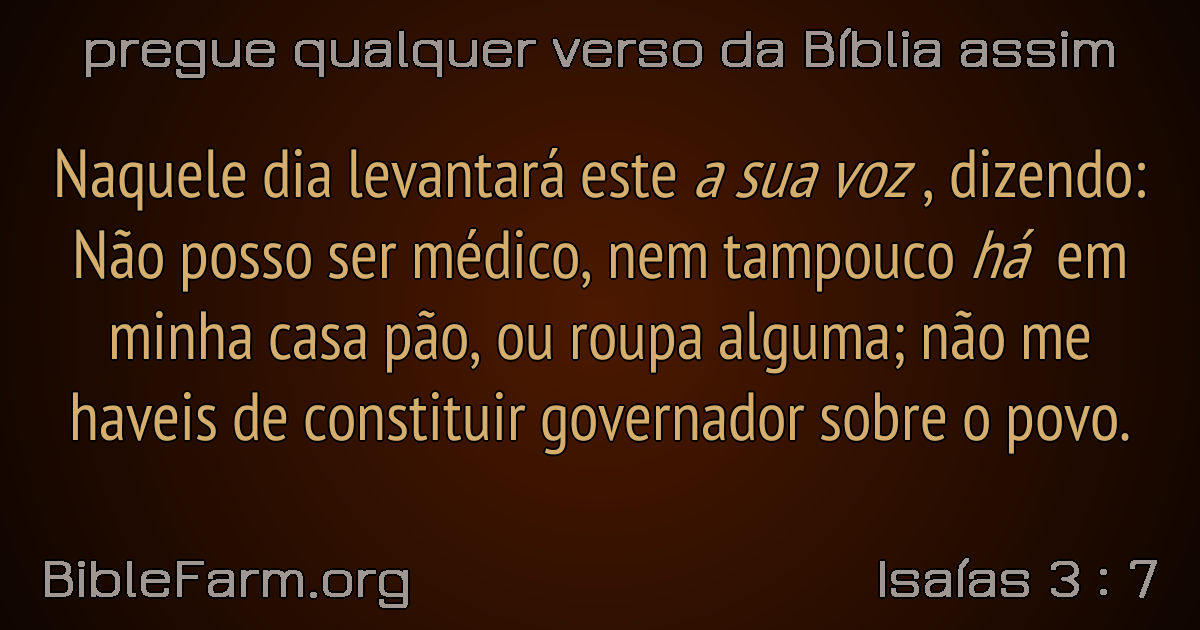 pregue qualquer verso da Bíblia assim
Naquele dia levantará este a sua voz , dizendo:
Não posso ser médico, nem tampouco há em
minha casa pão, ou roupa alguma; não me
haveis de constituir governador sobre o povo.
BibleFarm.org
Isaías 3 : 7